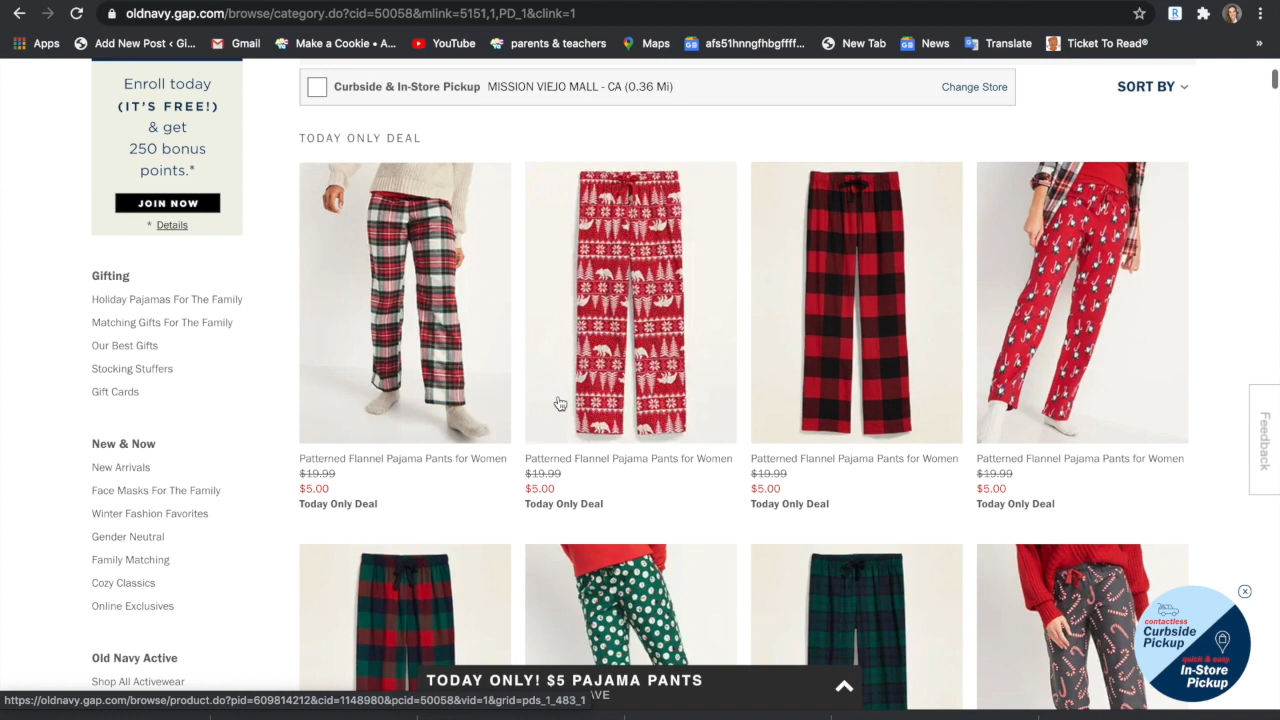 oldnavy.gap.com/browse/category.do?cid=50058&mlink=5151,1,PD_1&clink=1
Apps
Add New Post ‹ Gi...
Gmail
Make a Cookie • A...
YouTube
parents & teachers
Maps
afs51hnngfhbgffff...
New Tab
News
Translate
Ticket To Read®
»
Enroll today
(IT'S FREE!)
& get
250 bonus
points.*
JOIN NOW
* Details
Curbside & In-Store Pickup MISSION VIEJO MALL - CA (0.36 Mi)
Change Store
SORT BY
TODAY ONLY DEAL
Gifting
Holiday Pajamas For The Family
Matching Gifts For The Family
Our Best Gifts
Stocking Stuffers
Gift Cards
New & Now
New Arrivals
Face Masks For The Family
Winter Fashion Favorites
Gender Neutral
Family Matching
Cozy Classics
Online Exclusives
Old Navy Active
Shop All Activewear
Patterned Flannel Pajama Pants for Women
$19.99
$5.00
Today Only Deal
Patterned Flannel Pajama Pants for Women
$19.99
$5.00
Today Only Deal
Patterned Flannel Pajama Pants for Women
$19.99
$5.00
Today Only Deal
Patterned Flannel Pajama Pants for Women
$19.99
$5.00
Today Only Deal
Feedback
contactless
Curbside
Pickup
quick & easy
In-Store
Pickup
TODAY ONLY! $5 PAJAMA PANTS
AVE
https://oldnavy.gap.com/browse/product.do?pid=609814212&cid=1148980&pcid=50058&vid=1&grid=pds_1_483_1